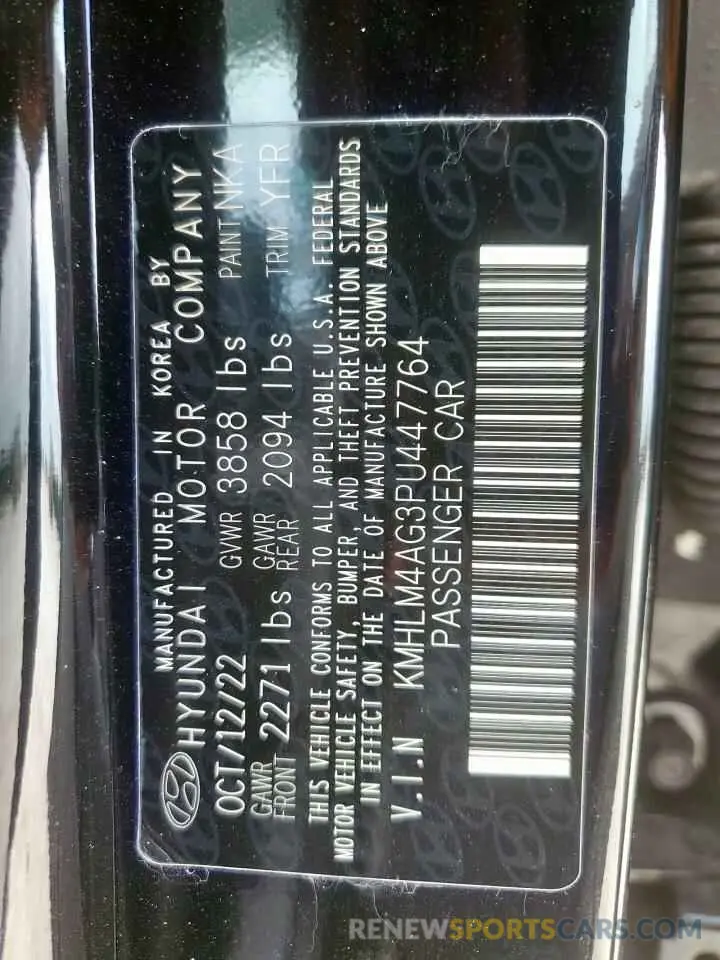 MANUFACTURED IN KOREA BY
HYUNDAI MOTOR COMPANY
OCT/12/22 GVWR 3858 lbs PAINT NKA
GAWR FRONT 2271 lbs GAWR REAR 2094 lbs TRIM YFR
THIS VEHICLE CONFORMS TO ALL APPLICABLE U.S.A. FEDERAL
MOTOR VEHICLE SAFETY, BUMPER, AND THEFT PREVENTION STANDARDS
IN EFFECT ON THE DATE OF MANUFACTURE SHOWN ABOVE
V.I.N KMHLM4AG3PU447764
PASSENGER CAR
RENEWSPORTSCARS.COM